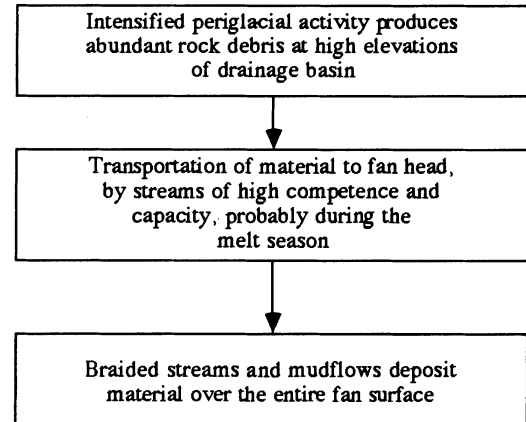 Intensified periglacial activity produces
abundant rock debris at high elevations
of drainage basin
Transportation of material to fan head,
by streams of high competence and
capacity, probably during the
melt season
Braided streams and mudflows deposit
material over the entire fan surface